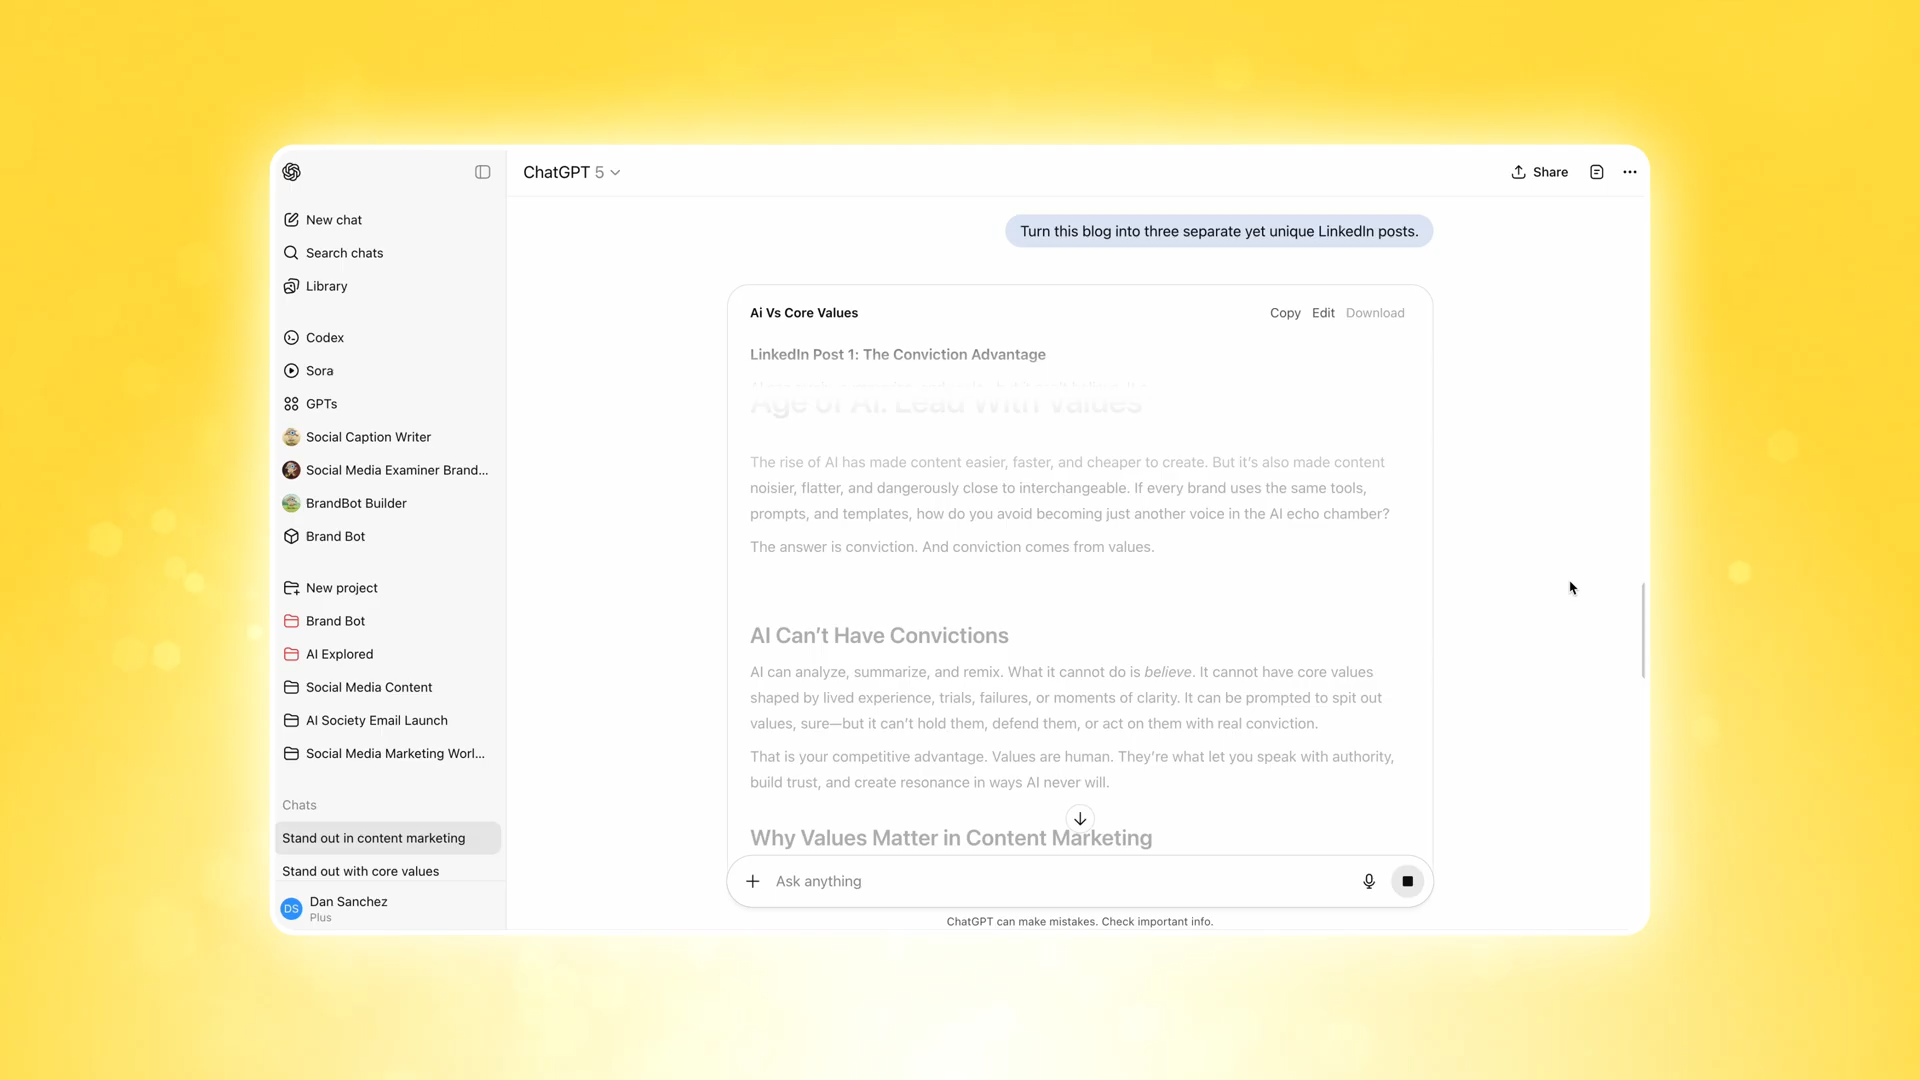 ChatGPT 5
Share
New chat
Search chats
Library
Codex
Sora
GPTs
Social Caption Writer
Social Media Examiner Brand...
BrandBot Builder
Brand Bot
New project
Brand Bot
AI Explored
Social Media Content
AI Society Email Launch
Social Media Marketing Worl...
Chats
Stand out in content marketing
Stand out with core values
DS
Dan Sanchez
Plus
Turn this blog into three separate yet unique LinkedIn posts.
Ai Vs Core Values
Copy Edit Download
LinkedIn Post 1: The Conviction Advantage
Age of AI: Lead With Values
The rise of AI has made content easier, faster, and cheaper to create. But it’s also made content
noisier, flatter, and dangerously close to interchangeable. If every brand uses the same tools,
prompts, and templates, how do you avoid becoming just another voice in the AI echo chamber?
The answer is conviction. And conviction comes from values.
AI Can’t Have Convictions
AI can analyze, summarize, and remix. What it cannot do is believe. It cannot have core values
shaped by lived experience, trials, failures, or moments of clarity. It can be prompted to spit out
values, sure—but it can’t hold them, defend them, or act on them with real conviction.
That is your competitive advantage. Values are human. They’re what let you speak with authority,
build trust, and create resonance in ways AI never will.
Why Values Matter in Content Marketing
Ask anything
ChatGPT can make mistakes. Check important info.